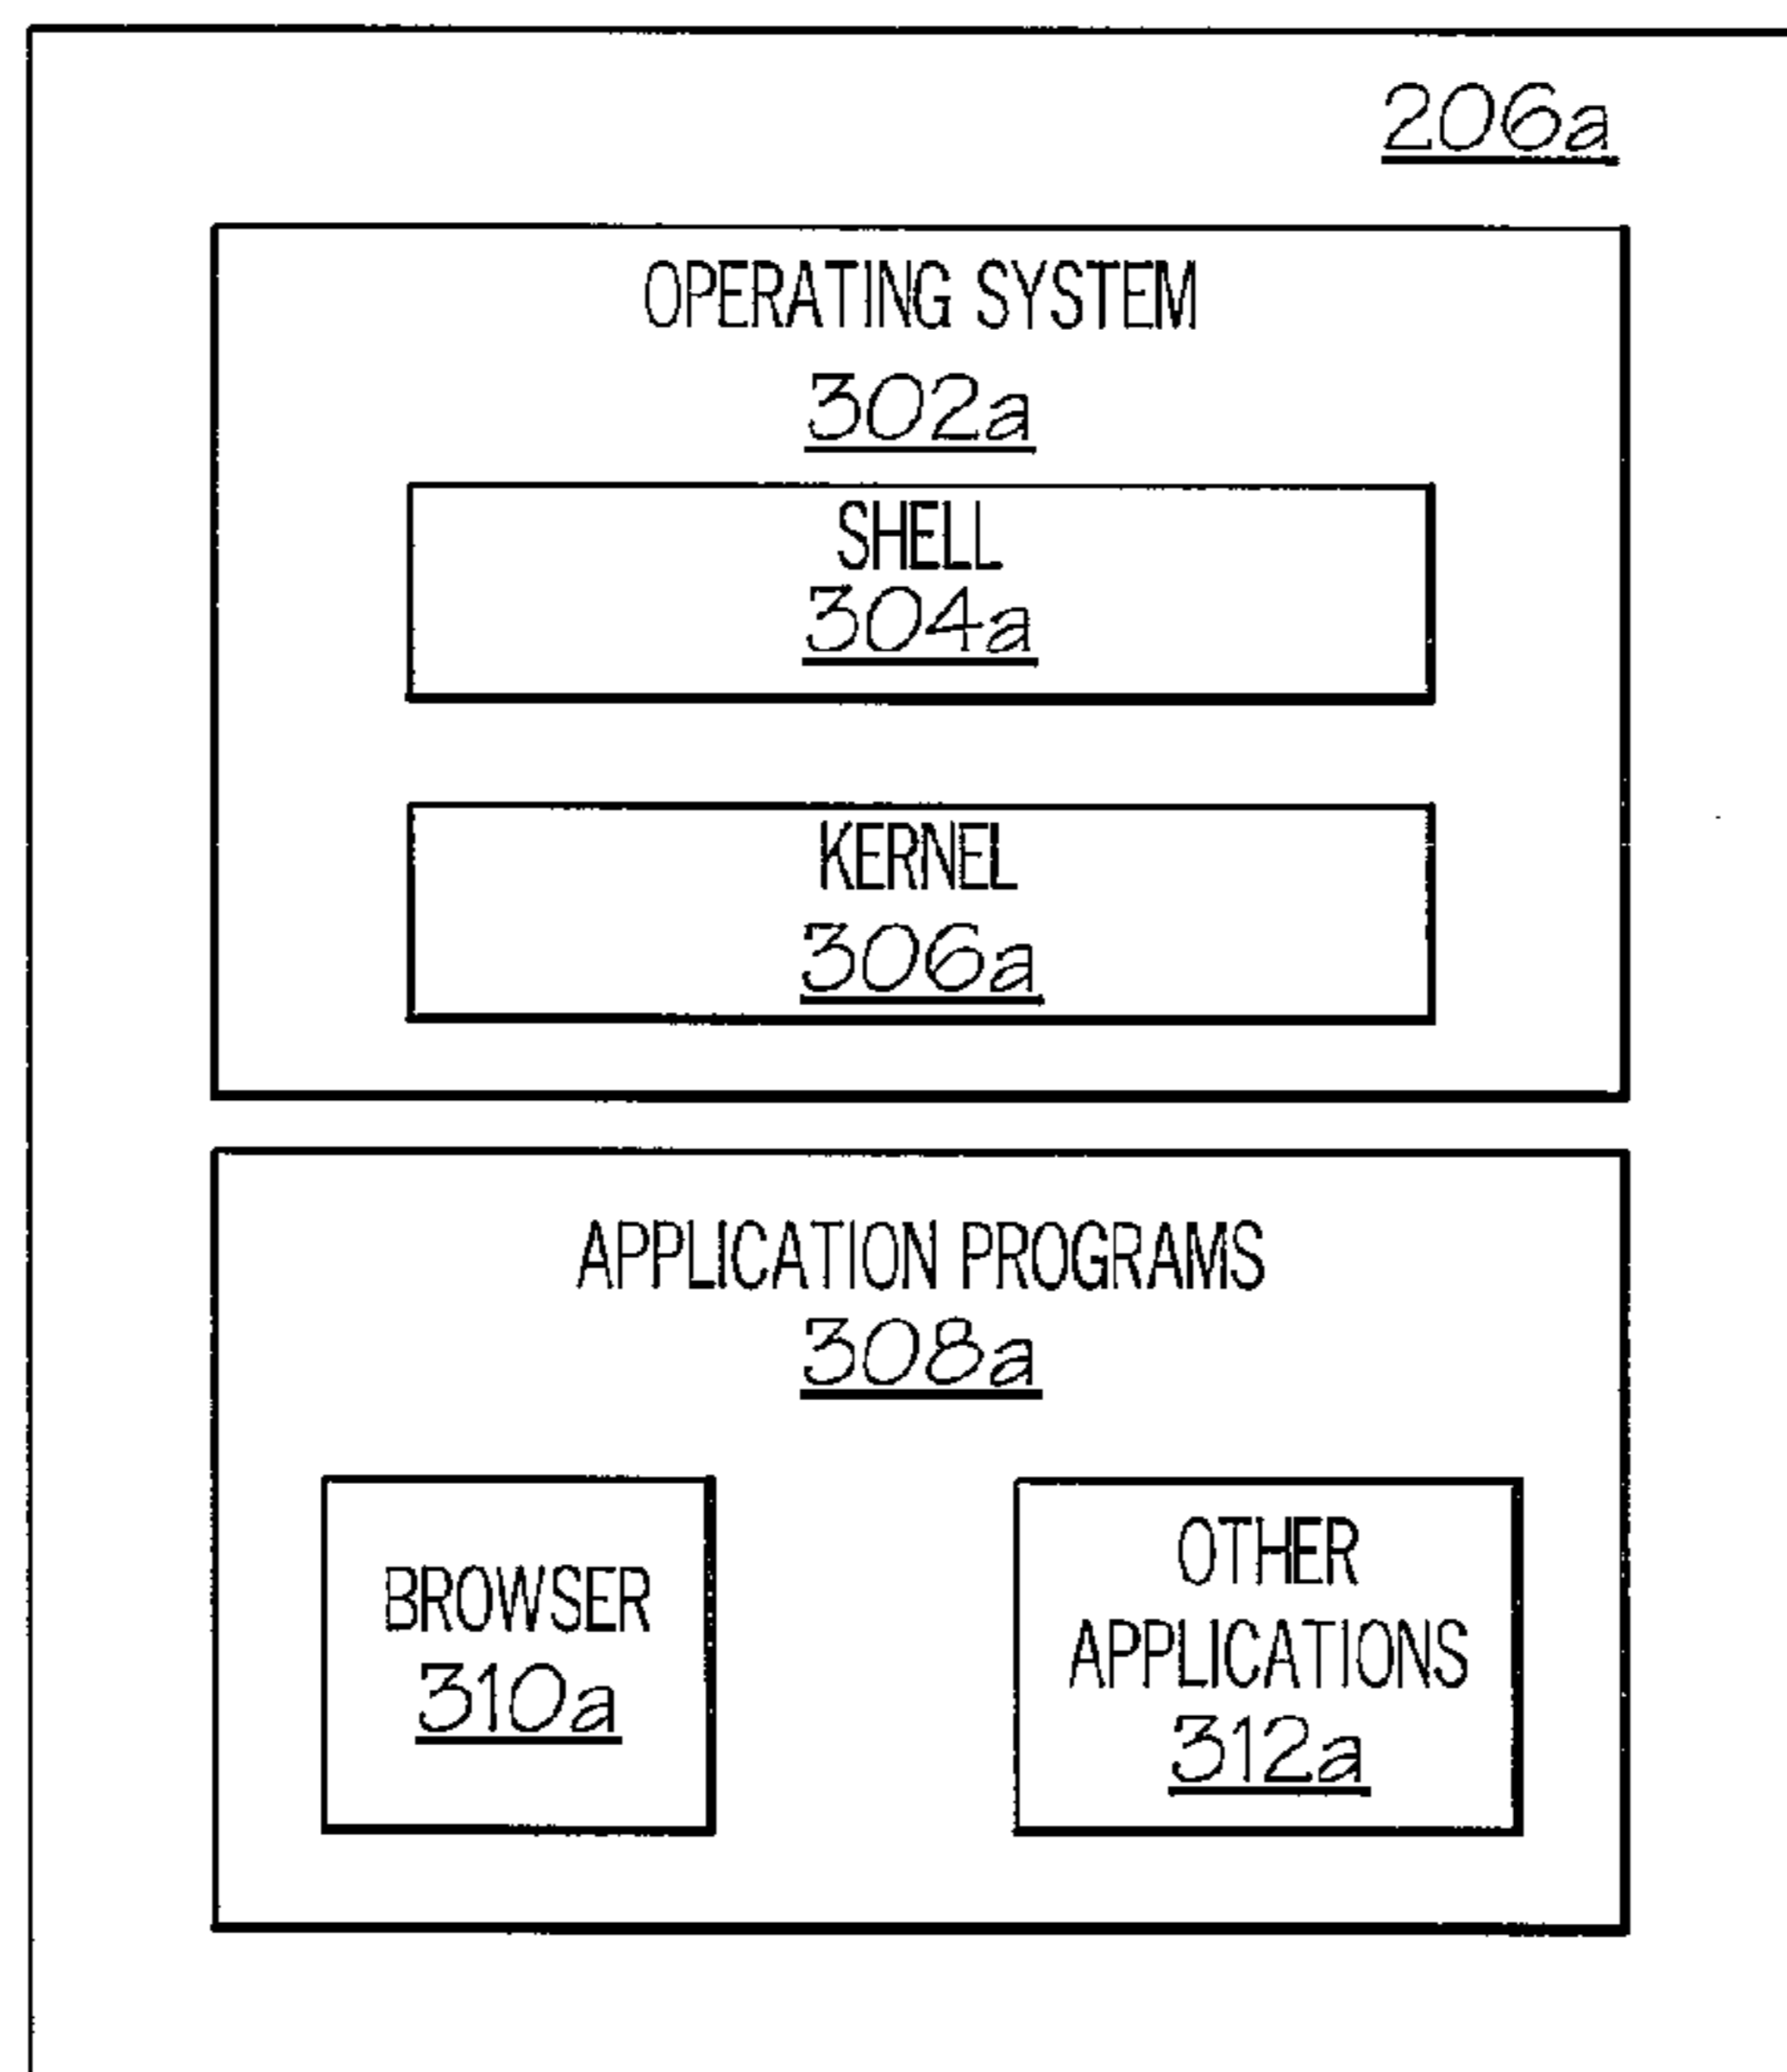 206a
OPERATING SYSTEM
302a
SHELL
304a
KERNEL
306a
APPLICATION PROGRAMS
308a
BROWSER
310a
OTHER
APPLICATIONS
312a